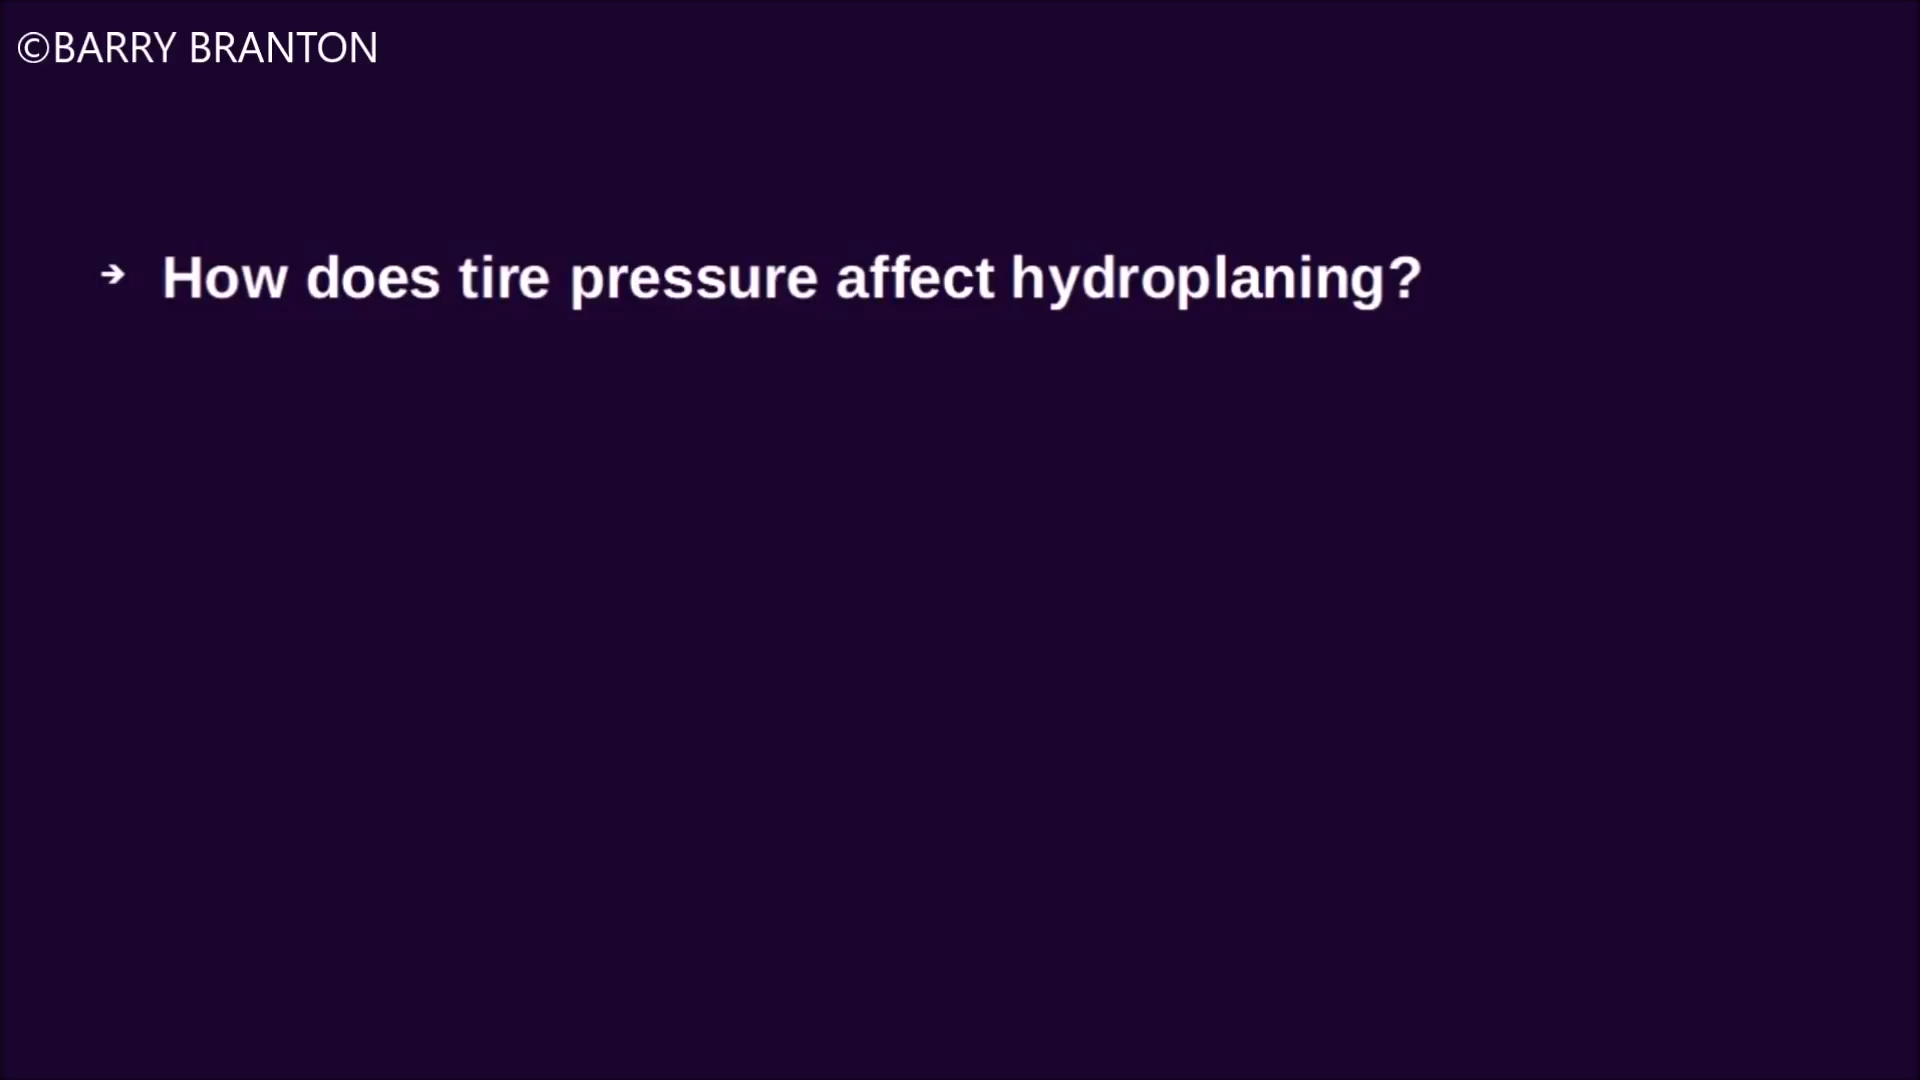 ©BARRY BRANTON
➔ How does tire pressure affect hydroplaning?